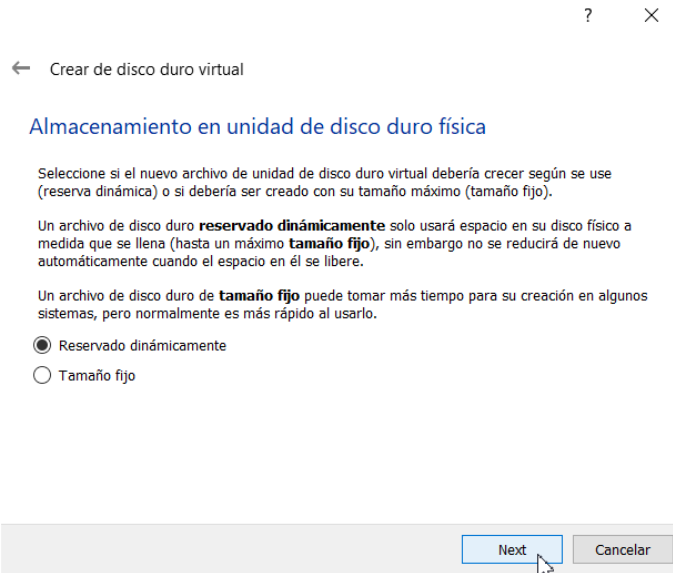 ?
Crear de disco duro virtual
Almacenamiento en unidad de disco duro física
Seleccione si el nuevo archivo de unidad de disco duro virtual debería crecer según se use
(reserva dinámica) o si debería ser creado con su tamaño máximo (tamaño fijo).
Un archivo de disco duro reservado dinámicamente solo usará espacio en su disco físico a
medida que se llena (hasta un máximo tamaño fijo), sin embargo no se reducirá de nuevo
automáticamente cuando el espacio en él se libere.
Un archivo de disco duro de tamaño fijo puede tomar más tiempo para su creación en algunos
sistemas, pero normalmente es más rápido al usarlo.
Reservado dinámicamente
Tamaño fijo
Next Cancelar